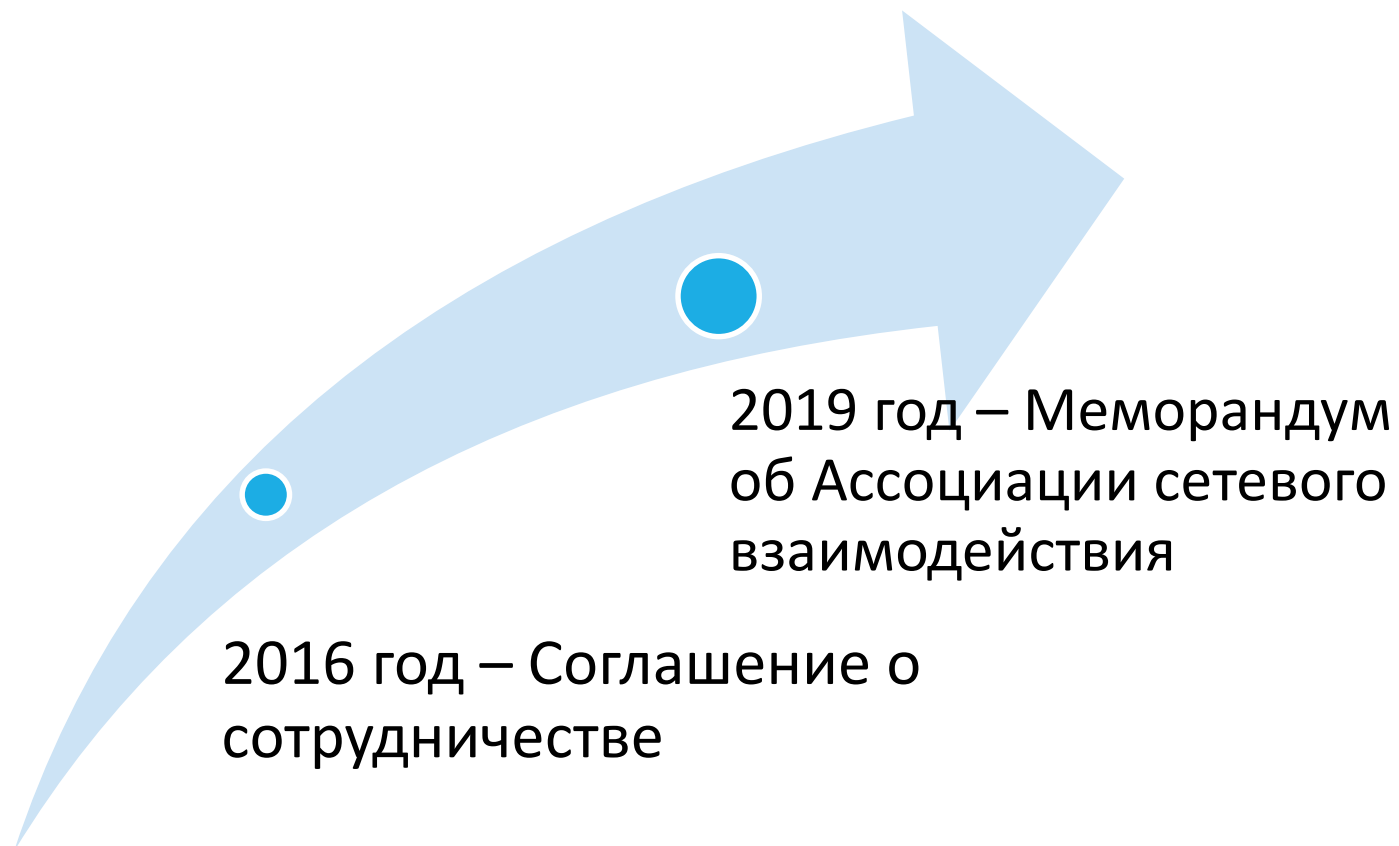 2019 год – Меморандум
об Ассоциации сетевого
взаимодействия
2016 год – Соглашение о
сотрудничестве